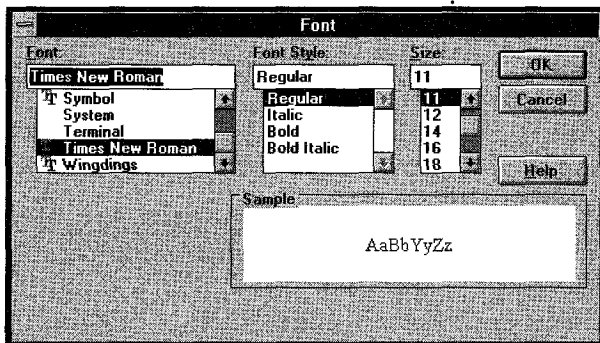 Font
Font: Font Style: Size:
Times New Roman Regular 11 OK
Symbol Regular 11 Cancel
System Italic 12
Terminal Bold 14
Times New Roman Bold Italic 16
Wingdings 18 Help
Sample
AaBbYyZz